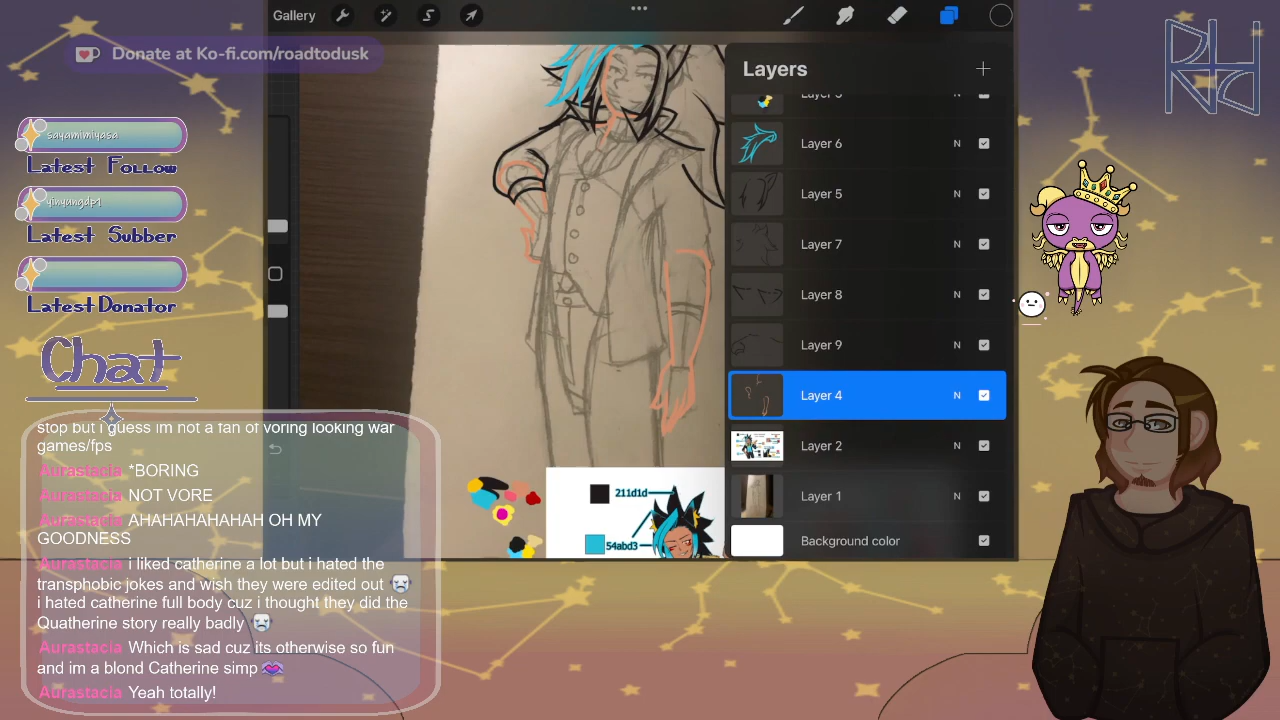 Gallery
Donate at Ko-fi.com/roadtodusk
Layers
Layer 6
Layer 5
Layer 7
Layer 8
Layer 9
Layer 4
Layer 2
Layer 1
Background color
N
N
N
N
N
N
N
N
N
sayamimiyasa
Latest Follow
yinyungdp1
Latest Subber
Latest Donator
Chat
stop but i guess im not a fan of voring looking war
games/fps
Aurastacia *BORING
Aurastacia NOT VORE
Aurastacia AHAHAHAHAHAH OH MY
GOODNESS
Aurastacia i liked catherine a lot but i hated the
transphobic jokes and wish they were edited out
i hated catherine full body cuz i thought they did the
Quatherine story really badly
Aurastacia Which is sad cuz its otherwise so fun
and im a blond Catherine simp
Aurastacia Yeah totally!
211d1d
54abd3